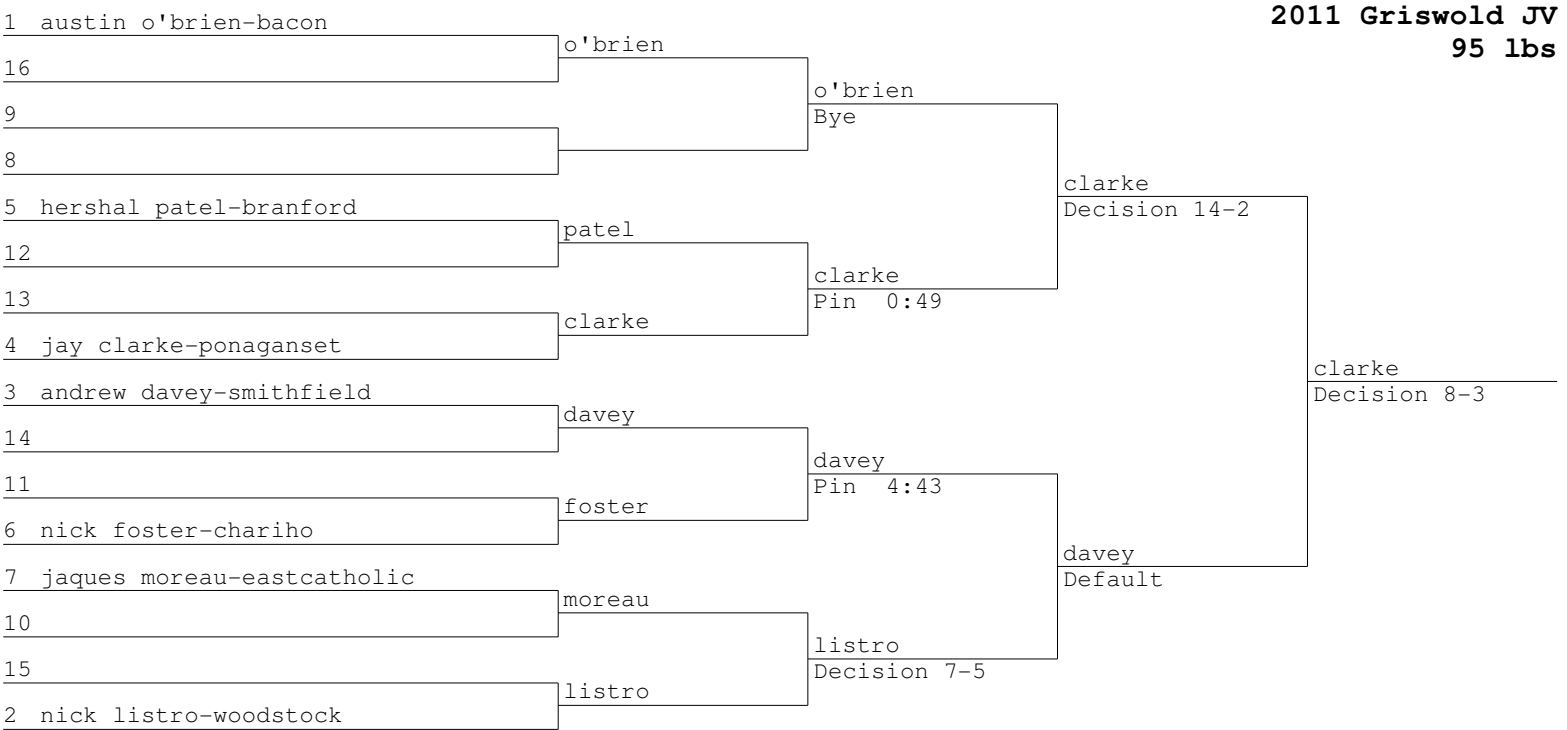 2011 Griswold JV
95 lbs
1 austin o'brien-bacon
16
9
8
5 hershal patel-branford
12
13
4 jay clarke-ponaganset
3 andrew davey-smithfield
14
11
6 nick foster-chariho
7 jaques moreau-eastcatholic
10
15
2 nick listro-woodstock
o'brien
patel
clarke
davey
foster
moreau
listro
o'brien
Bye
clarke
Pin 0:49
davey
Pin 4:43
listro
Decision 7-5
clarke
Decision 14-2
davey
Default
clarke
Decision 8-3